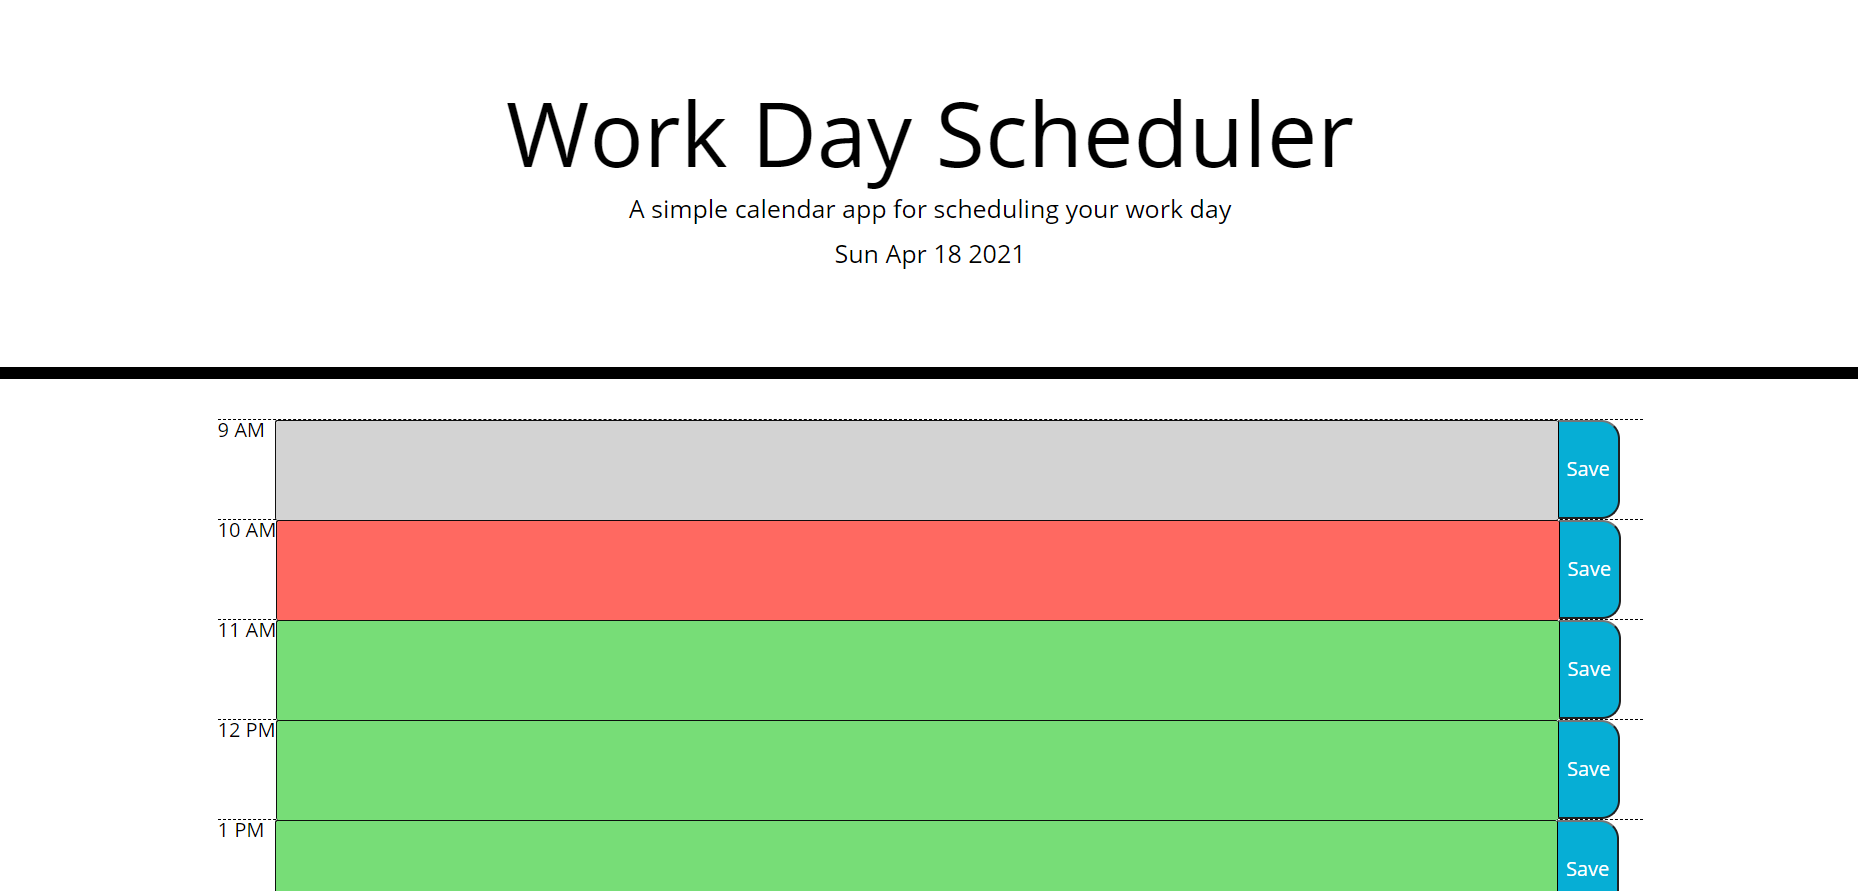 Work Day Scheduler
A simple calendar app for scheduling your work day
Sun Apr 18 2021
9 AM
Save
10 AM
Save
11 AM
Save
12 PM
Save
1 PM
Save